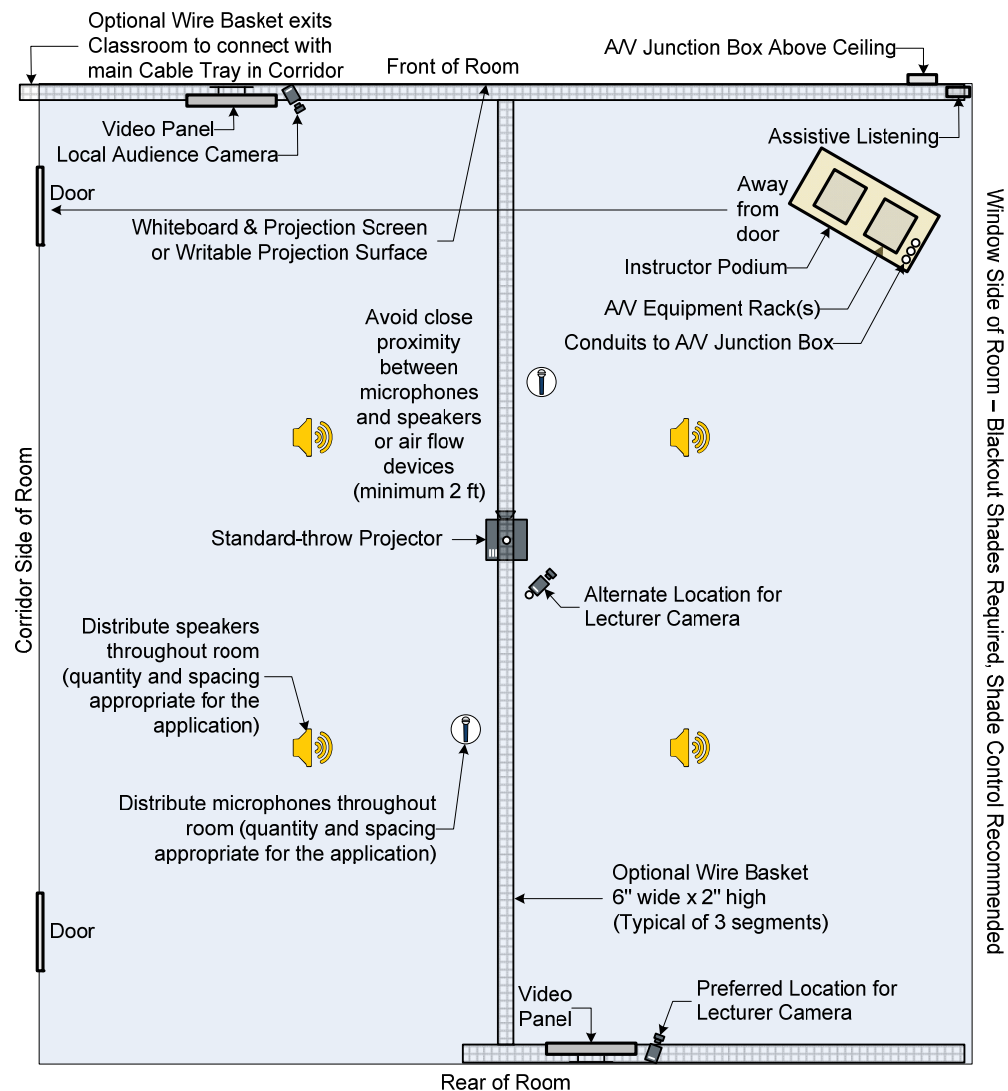 Optional Wire Basket exits
Classroom to connect with
main Cable Tray in Corridor
Front of Room
A/V Junction Box Above Ceiling
Video Panel
Local Audience Camera
Assistive Listening
Door
Away
from
door
Whiteboard & Projection Screen
or Writable Projection Surface
Instructor Podium
A/V Equipment Rack(s)
Conduits to A/V Junction Box
Avoid close
proximity
between
microphones
and speakers
or air flow
devices
(minimum 2 ft)
Corridor Side of Room
Window Side of Room – Blackout Shades Required, Shade Control Recommended
Standard-throw Projector
Alternate Location for
Lecturer Camera
Distribute speakers
throughout room
(quantity and spacing
appropriate for the
application)
Distribute microphones throughout
room (quantity and spacing
appropriate for the application)
Optional Wire Basket
6" wide x 2" high
(Typical of 3 segments)
Door
Video
Panel
Preferred Location for
Lecturer Camera
Rear of Room